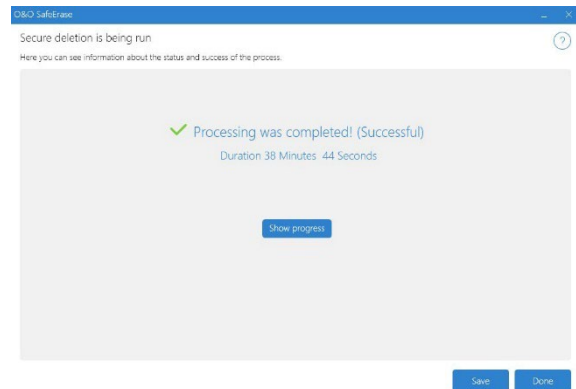 O&O SafeErase
Secure deletion is being run
?
Here you can see information about the status and success of the process.
Processing was completed! (Successful)
Duration 38 Minutes 44 Seconds
Show progress
Save Done